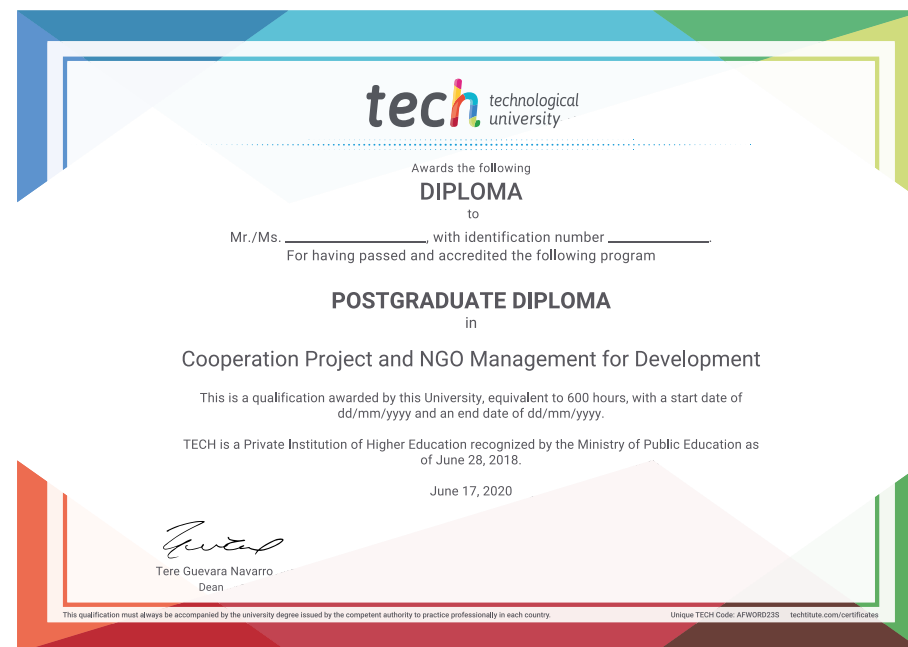 tech technological
university
Awards the following
DIPLOMA
to
Mr./Ms. ____________________, with identification number ______________.
For having passed and accredited the following program
POSTGRADUATE DIPLOMA
in
Cooperation Project and NGO Management for Development
This is a qualification awarded by this University, equivalent to 600 hours, with a start date of
dd/mm/yyyy and an end date of dd/mm/yyyy.
TECH is a Private Institution of Higher Education recognized by the Ministry of Public Education as
of June 28, 2018.
June 17, 2020
Tere Guevara Navarro
Dean
This qualification must always be accompanied by the university degree issued by the competent authority to practice professionally in each country.
Unique TECH Code: AFWORD23S techtitute.com/certificates